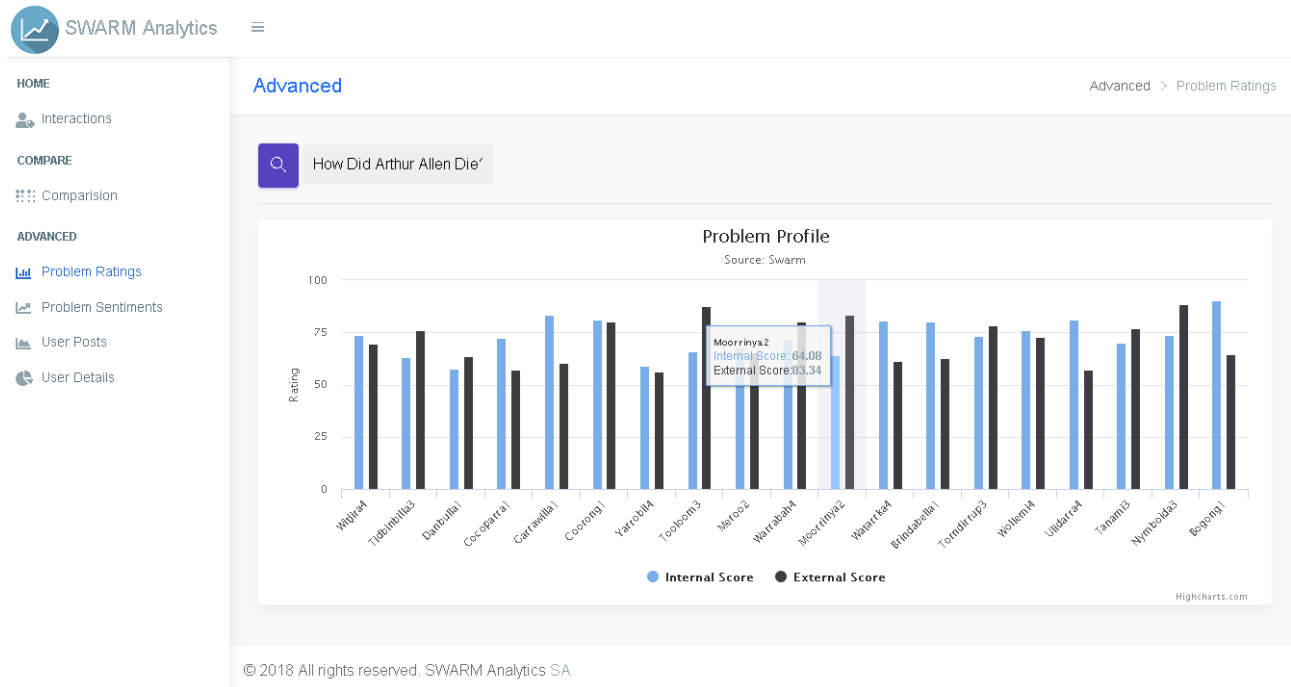 SWARM Analytics
HOME
Interactions
COMPARE
Comparision
ADVANCED
Problem Ratings
Problem Sentiments
User Posts
User Details
Advanced
Advanced > Problem Ratings
How Did Arthur Allen Die
Problem Profile
Source: Swarm
Rating
100
75
50
25
0
Moorrinya2
Internal Score: 64.08
External Score:83.34
Whjira4
Tidbinbilla3
Danbulla1
Cocoparra1
Carrawilla1
Coorong1
Yarrobil4
Tooloom3
Meroo2
Warrabah4
Moorrinya2
Watarrka4
Brindabella1
Torndirrup3
Wollemi4
Ulidarra4
Tanami3
Nymboida3
Bogong1
Internal Score
External Score
Highcharts.com
© 2018 All rights reserved. SWARM Analytics SA